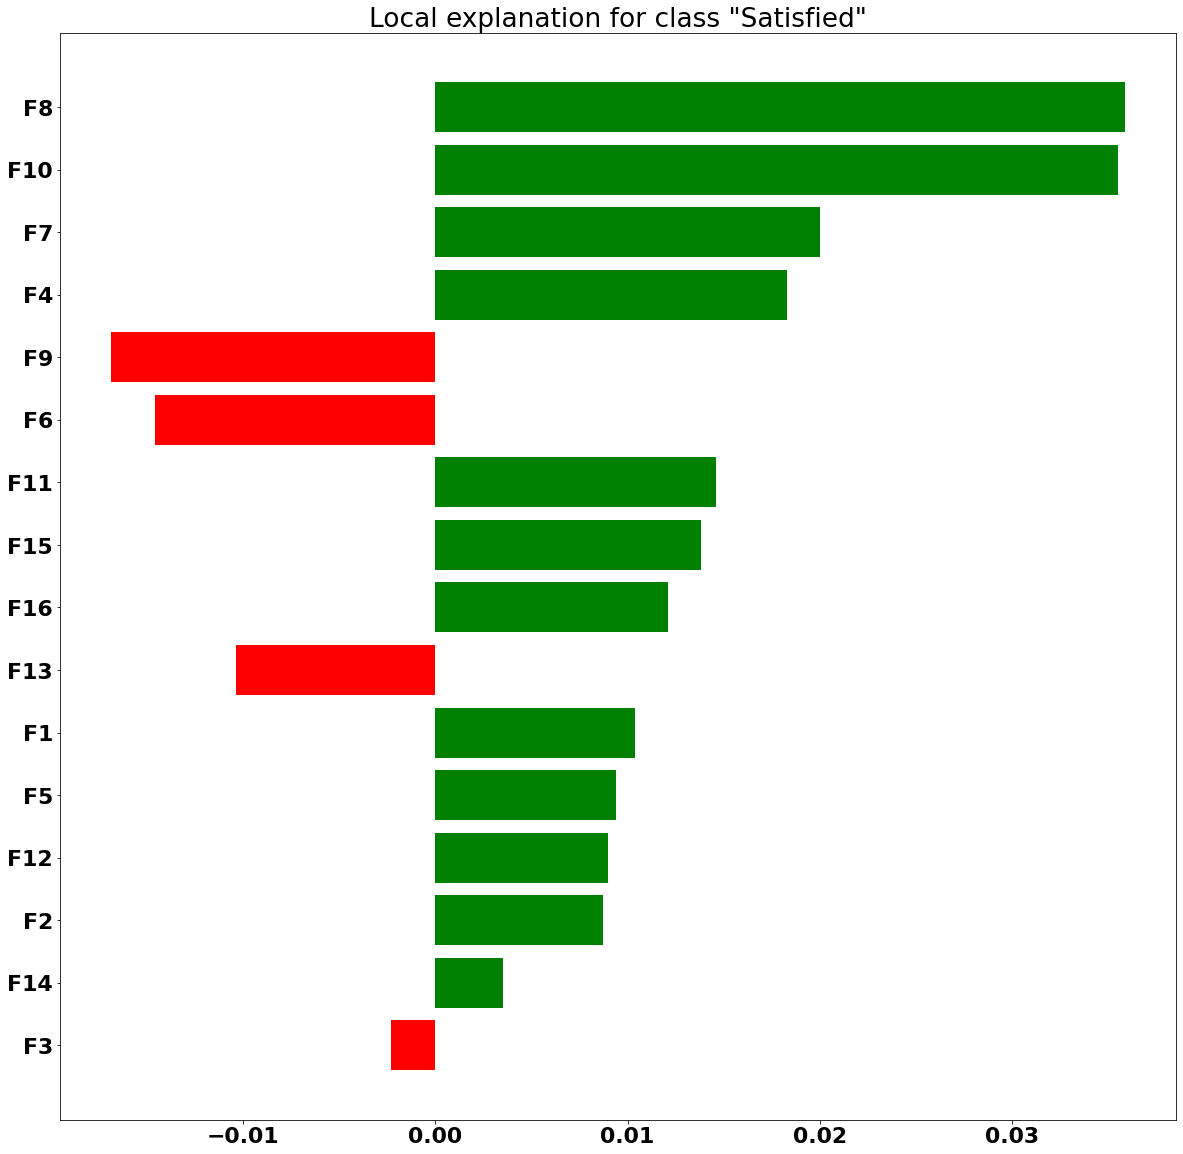 Local explanation for class "Satisfied"
F8
F10
F7
F4
F9
F6
F11
F15
F16
F13
F1
F5
F12
F2
F14
F3
−0.01 0.00 0.01 0.02 0.03